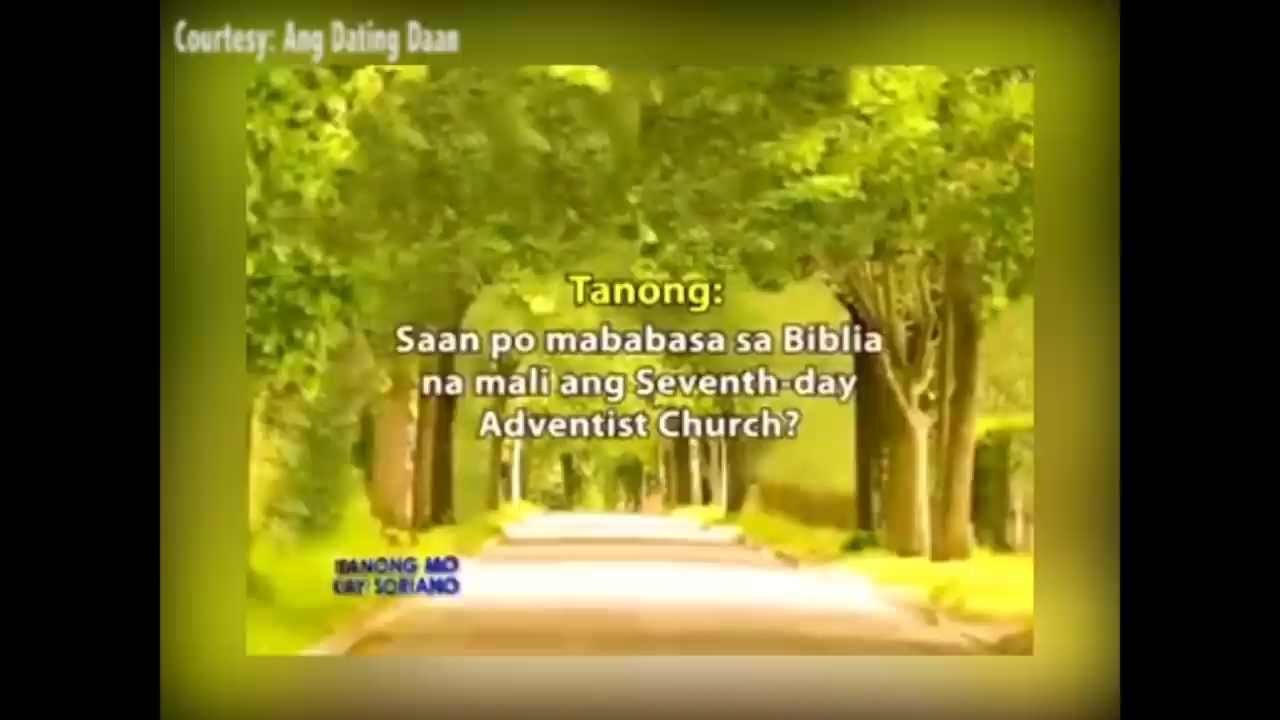 Courtesy: Ang Dating Daan
Tanong:
Saan po mababasa sa Biblia
na mali ang Seventh-day
Adventist Church?
TANONG MO
KAY SORIANO